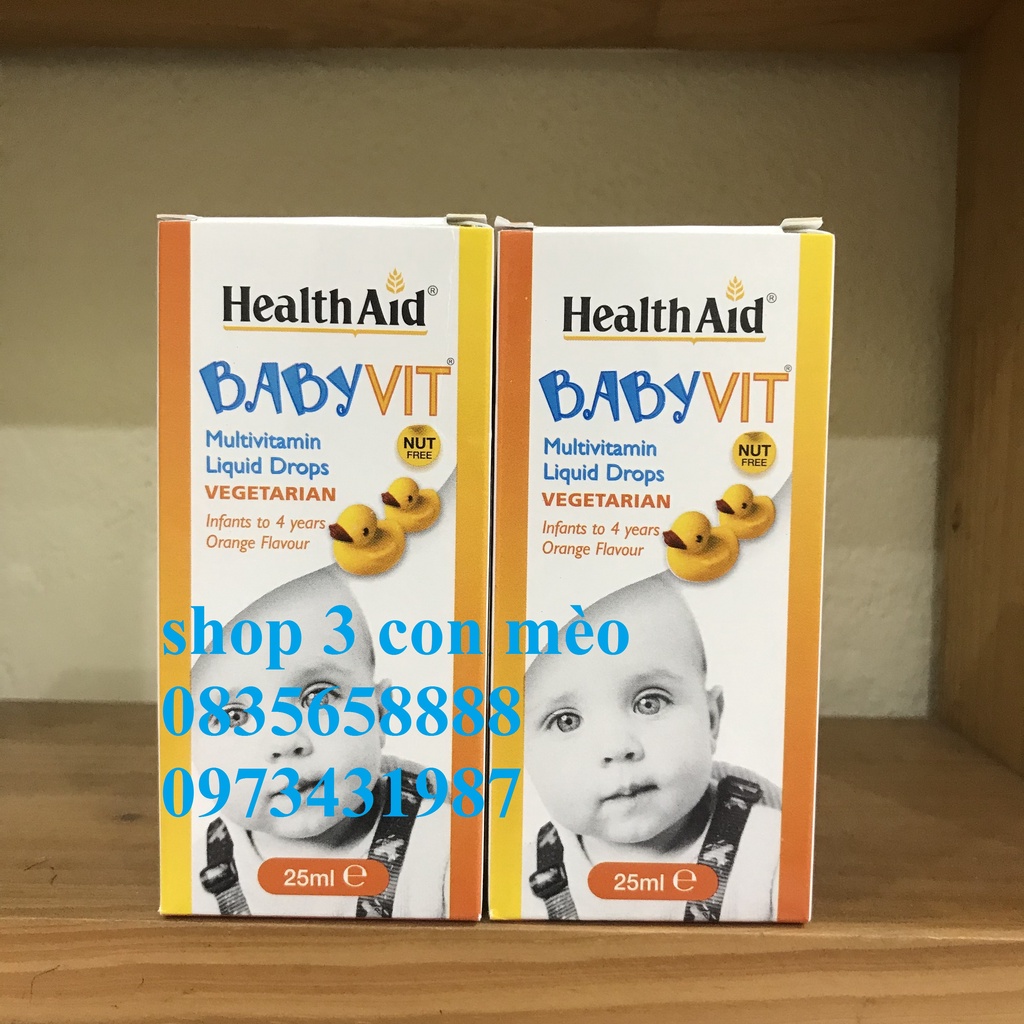 HealthAid®
BABYVIT®
Multivitamin
Liquid Drops
VEGETARIAN
Infants to 4 years
Orange Flavour
NUT
FREE
25ml e
HealthAid®
BABYVIT®
Multivitamin
Liquid Drops
VEGETARIAN
Infants to 4 years
Orange Flavour
NUT
FREE
25ml e
shop 3 con mèo
0835658888
0973431987